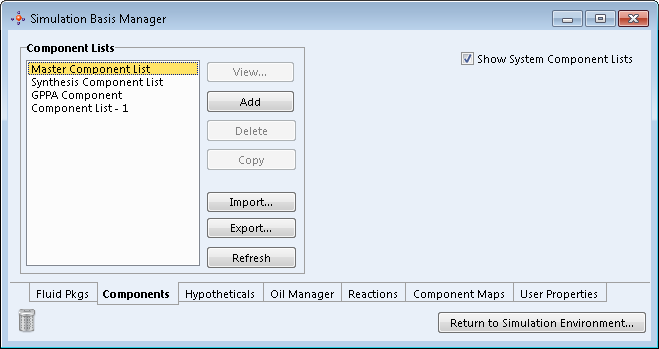 Simulation Basis Manager
Component Lists
Show System Component Lists
Master Component List
Synthesis Component List
GPPA Component
Component List - 1
View...
Add
Delete
Copy
Import...
Export...
Refresh
Fluid Pkgs Components Hypotheticals Oil Manager Reactions Component Maps User Properties
Return to Simulation Environment...